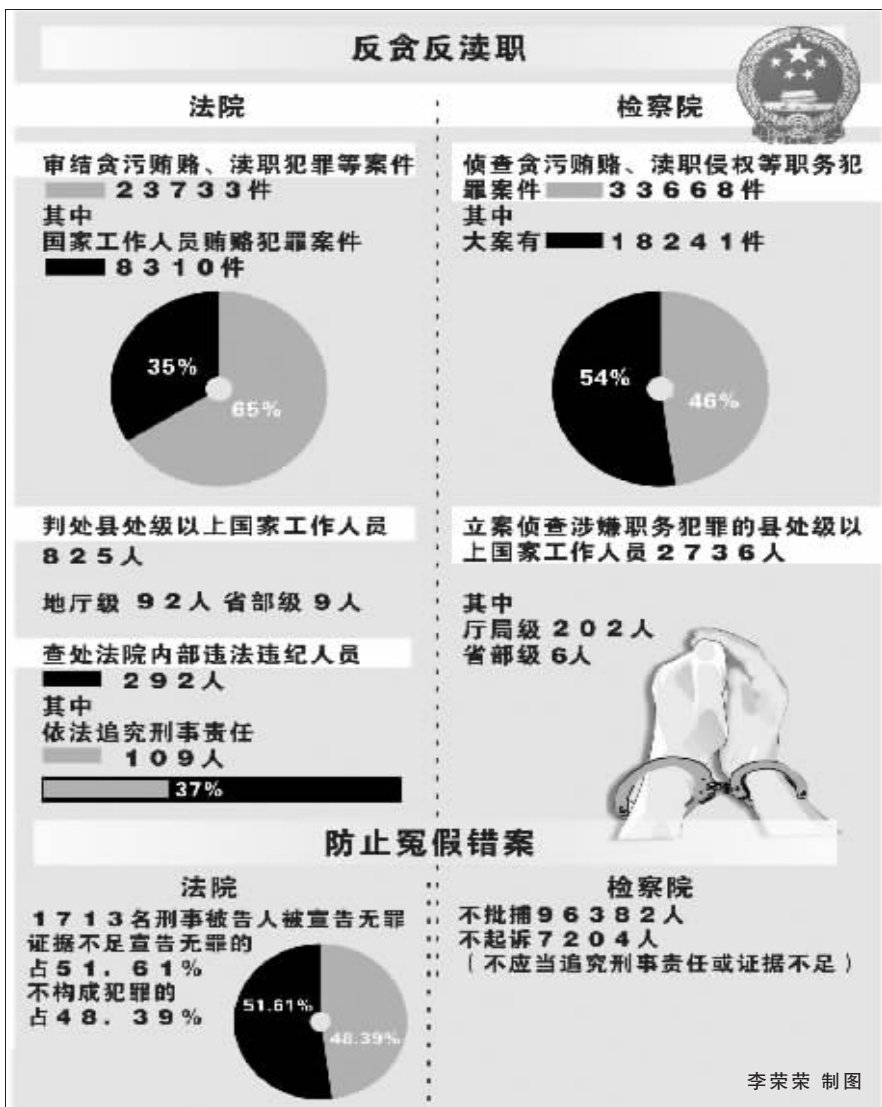 反贪反渎职
法院
审结贪污贿赂、渎职犯罪等案件
23733件
其中
国家工作人员贿赂犯罪案件
8310件
35%
65%
判处县处级以上国家工作人员
825人
地厅级 92人 省部级 9人
查处法院内部违法违纪人员
292人
其中
依法追究刑事责任
109人
37%
检察院
侦查贪污贿赂、渎职侵权等职务犯
罪案件 33668件
其中
大案有 18241件
54%
46%
立案侦查涉嫌职务犯罪的县处级以
上国家工作人员2736人
其中
厅局级 202人
省部级 6人
防止冤假错案
法院
1713名刑事被告人被宣告无罪
证据不足宣告无罪的
占51.61%
不构成犯罪的
占48.39%
51.61%
48.39%
检察院
不批捕96382人
不起诉7204人
（不应当追究刑事责任或证据不足）
李荣荣 制图